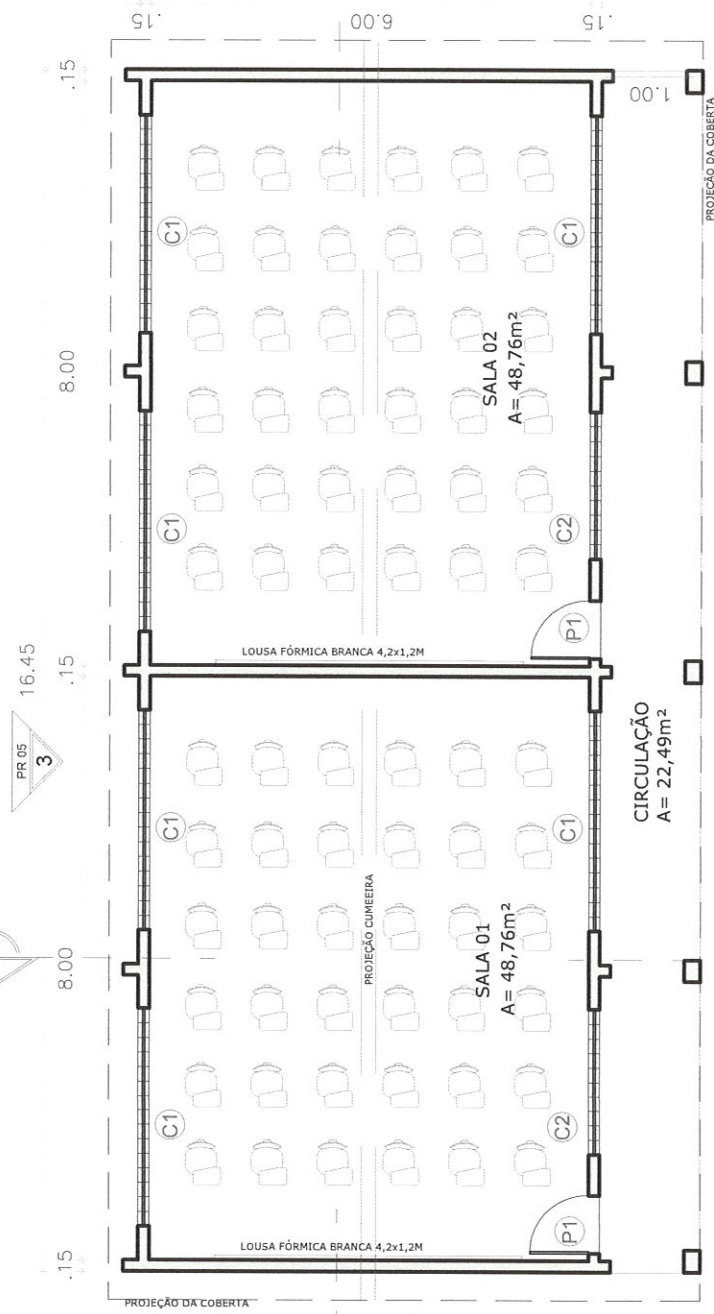 .15
6.00
.15
.15
8.00
.15
8.00
.15
16.45
PR 05
3
1.00
PROJEÇÃO DA COBERTA
C1
C1
C1
C2
SALA 02
A= 48,76m²
P1
LOUSA FÓRMICA BRANCA 4,2x1,2M
C1
C1
C1
C2
PROJEÇÃO CUMEEIRA
SALA 01
A= 48,76m²
P1
LOUSA FÓRMICA BRANCA 4,2x1,2M
CIRCULAÇÃO
A= 22,49m²
PROJEÇÃO DA COBERTA